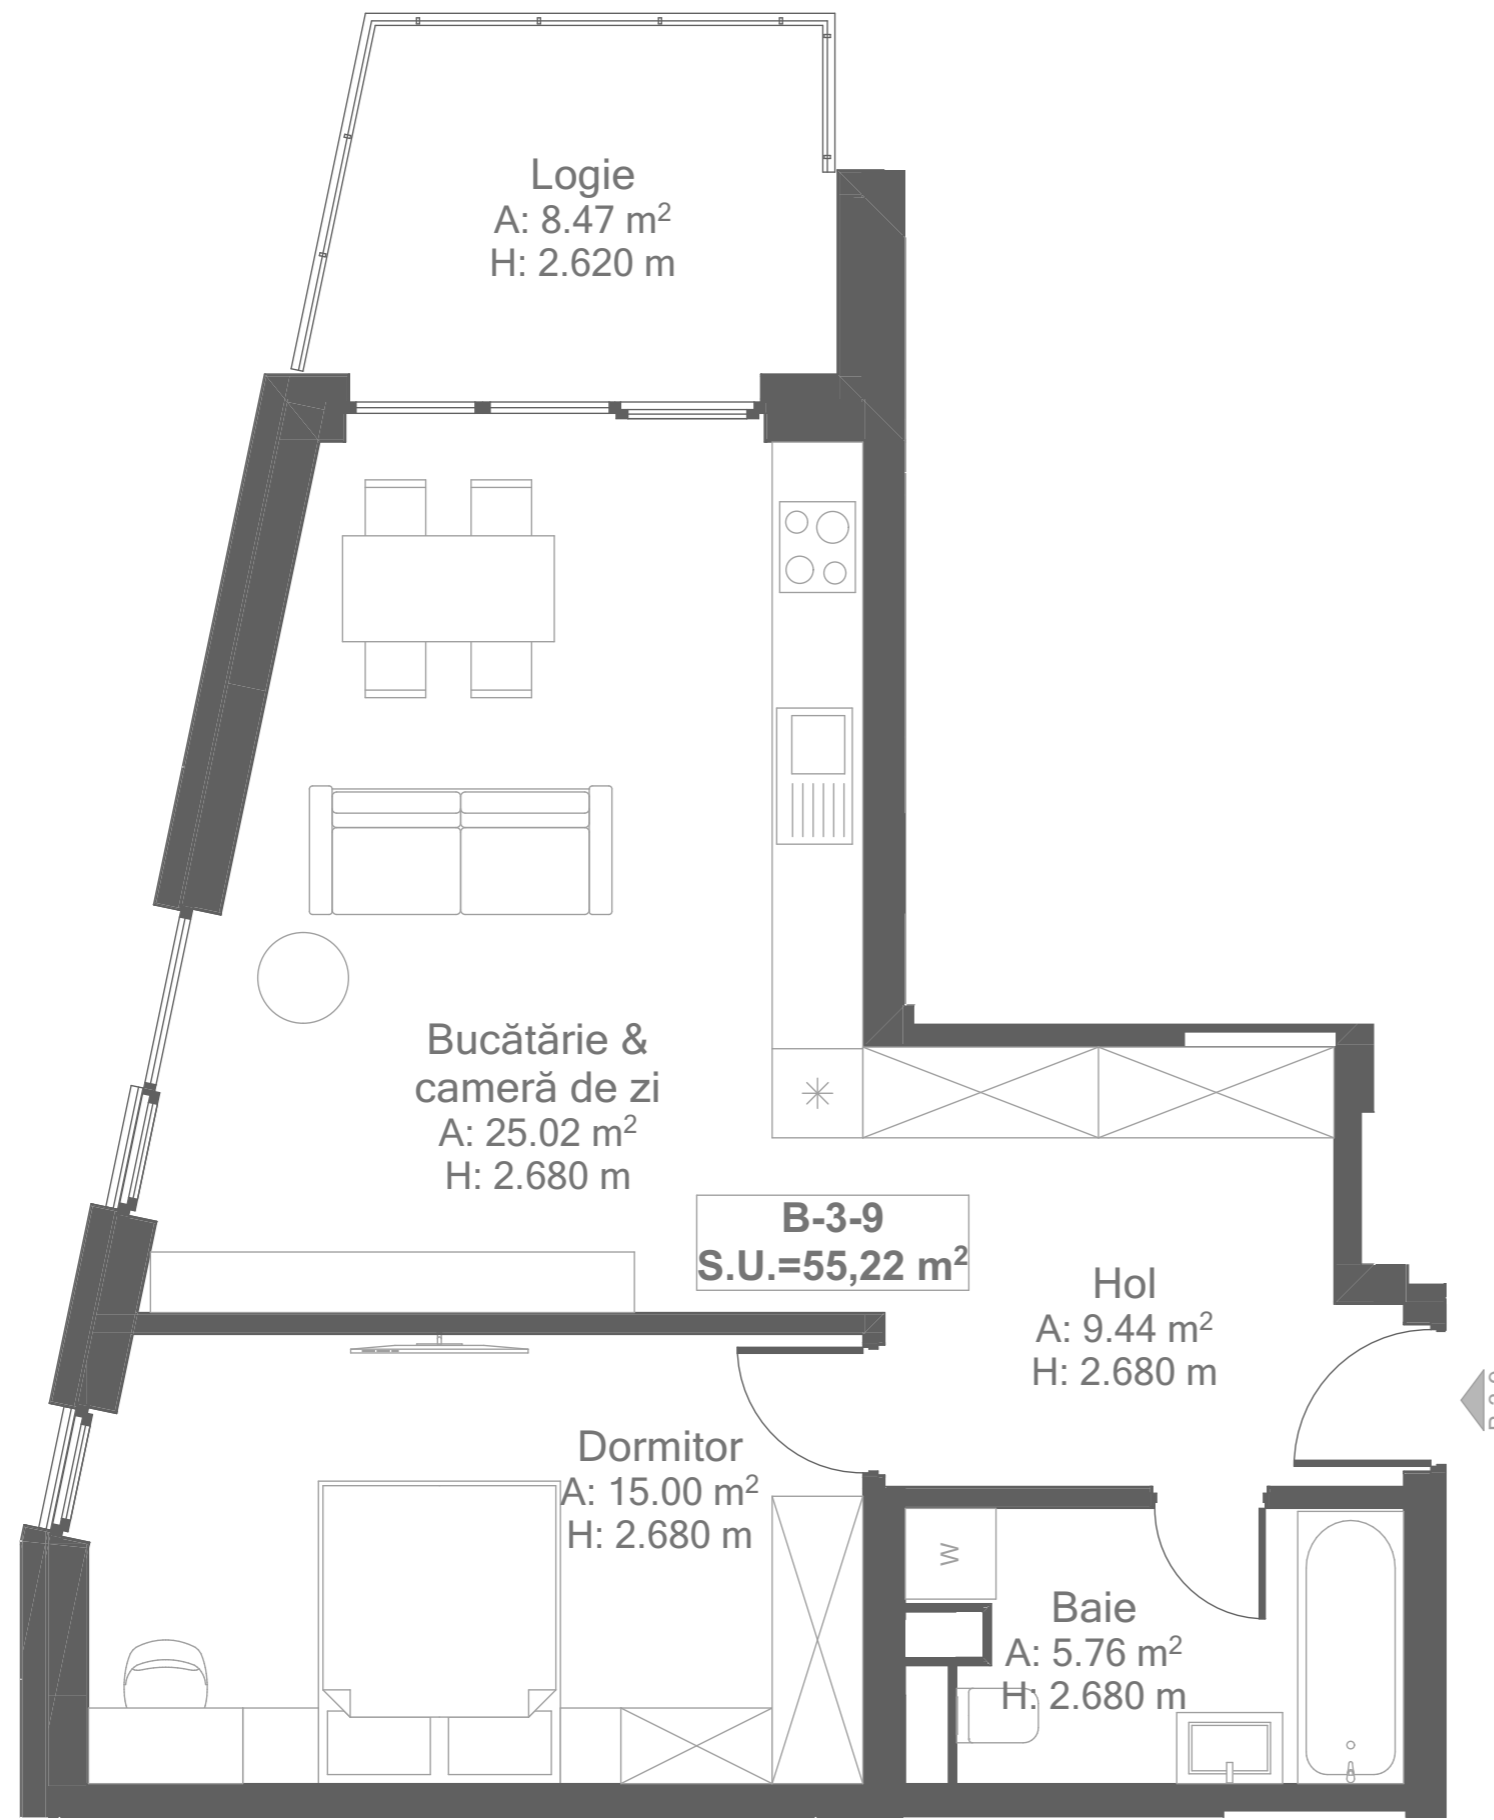 Logie
A: 8.47 m²
H: 2.620 m
Bucătărie &
cameră de zi
A: 25.02 m²
H: 2.680 m
B-3-9
S.U.=55,22 m²
Hol
A: 9.44 m²
H: 2.680 m
Dormitor
A: 15.00 m²
H: 2.680 m
W
Baie
A: 5.76 m²
H: 2.680 m